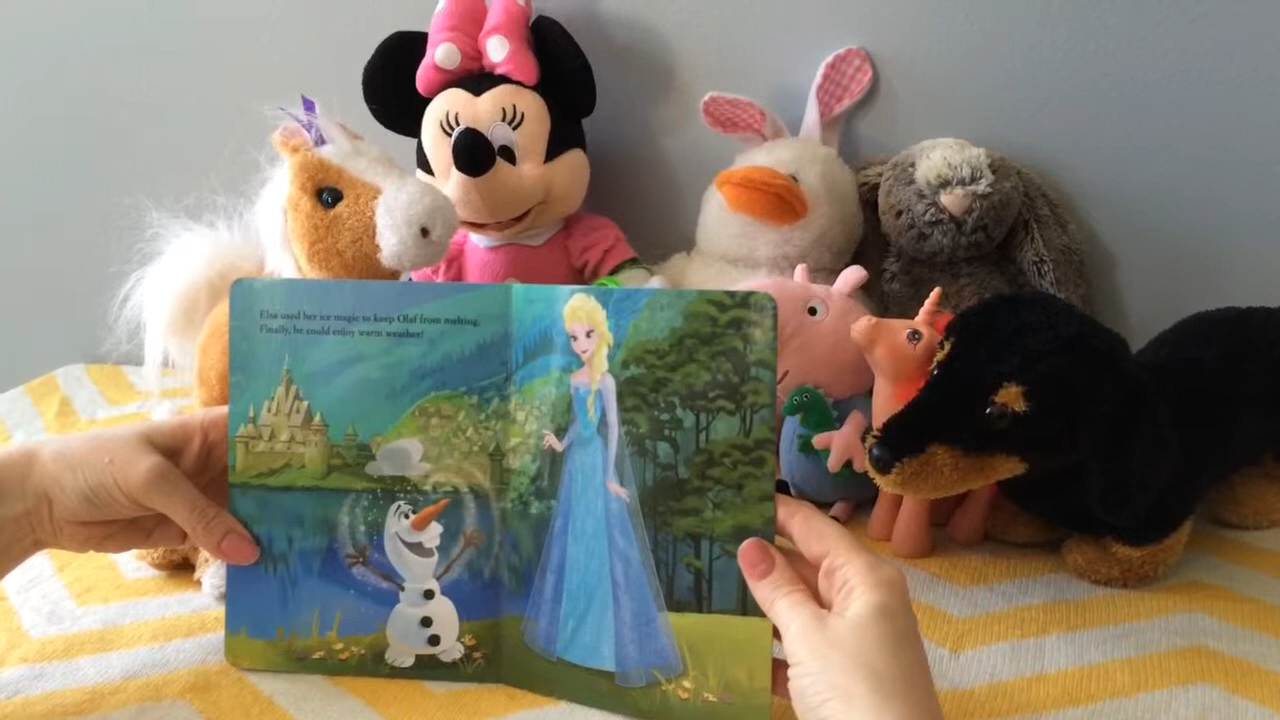 Elsa used her ice magic to keep Olaf from melting.
Finally, he could enjoy warm weather!